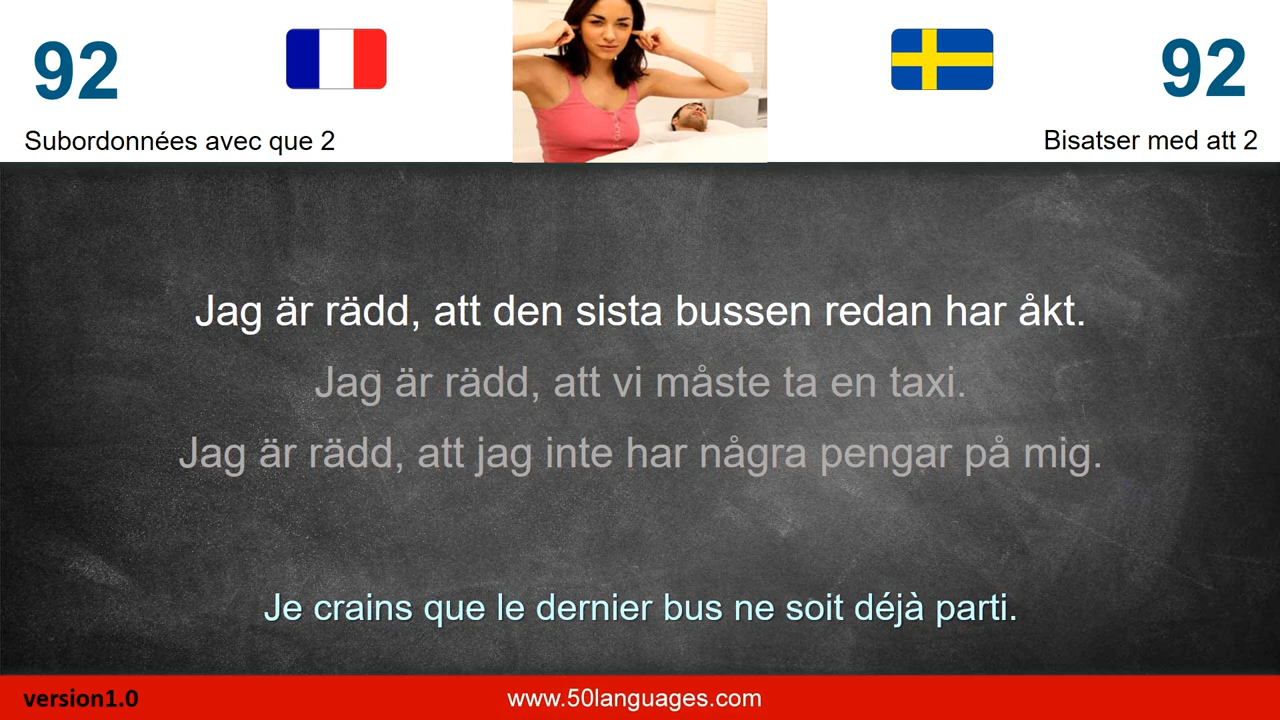 92
92
Subordonnées avec que 2
Bisatser med att 2
Jag är rädd, att den sista bussen redan har åkt.
Jag är rädd, att vi måste ta en taxi.
Jag är rädd, att jag inte har några pengar på mig.
Je crains que le dernier bus ne soit déjà parti.
version1.0
www.50languages.com